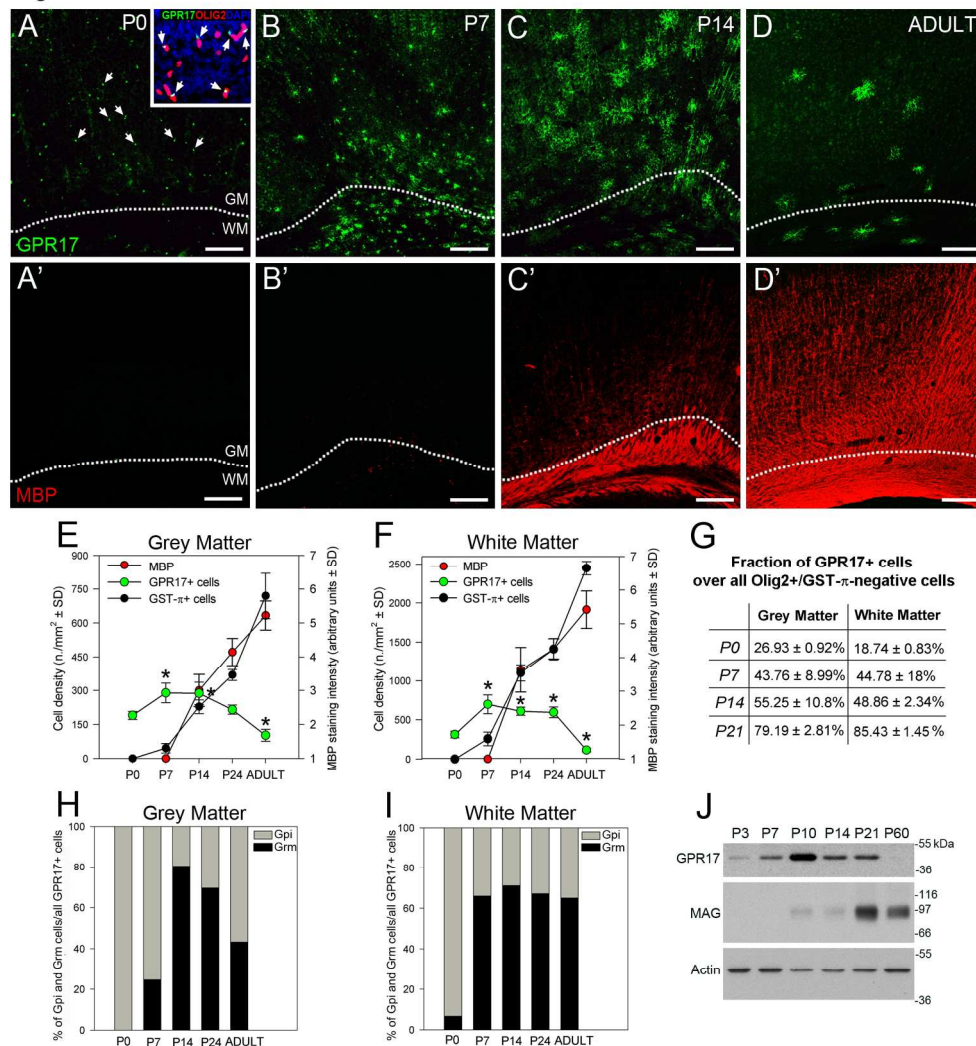 A
P0
GPR17OLIG2DAPI
GM
WM
GPR17
B
P7
C
P14
D
ADULT
A'
GM
WM
MBP
B'
C'
D'
E
Grey Matter
Cell density (n./mm² ± SD)
900
750
600
450
300
150
0
MBP
GPR17+ cells
GST-π+ cells
*
*
*
7
6
5
4
3
2
1
MBP staining intensity (arbitrary units ± SD)
P0 P7 P14 P24 ADULT
F
White Matter
Cell density (n./mm² ± SD)
2500
2000
1500
1000
500
0
MBP
GPR17+ cells
GST-π+ cells
*
*
*
*
7
6
5
4
3
2
1
MBP staining intensity (arbitrary units ± SD)
P0 P7 P14 P24 ADULT
G
Fraction of GPR17+ cells
over all Olig2+/GST-π-negative cells
Grey Matter White Matter
P0 26.93 ± 0.92% 18.74 ± 0.83%
P7 43.76 ± 8.99% 44.78 ± 18%
P14 55.25 ± 10.8% 48.86 ± 2.34%
P21 79.19 ± 2.81% 85.43 ± 1.45%
H
Grey Matter
% of Gpi and Grm cells/all GPR17+ cells
100
80
60
40
20
0
Gpi
Grm
P0 P7 P14 P24 ADULT
I
White Matter
% of Gpi and Grm cells/all GPR17+ cells
100
80
60
40
20
0
Gpi
Grm
P0 P7 P14 P24 ADULT
J
P3 P7 P10 P14 P21 P60
GPR17
-55 kDa
-36
MAG
-116
-97
-66
Actin
-55
-36